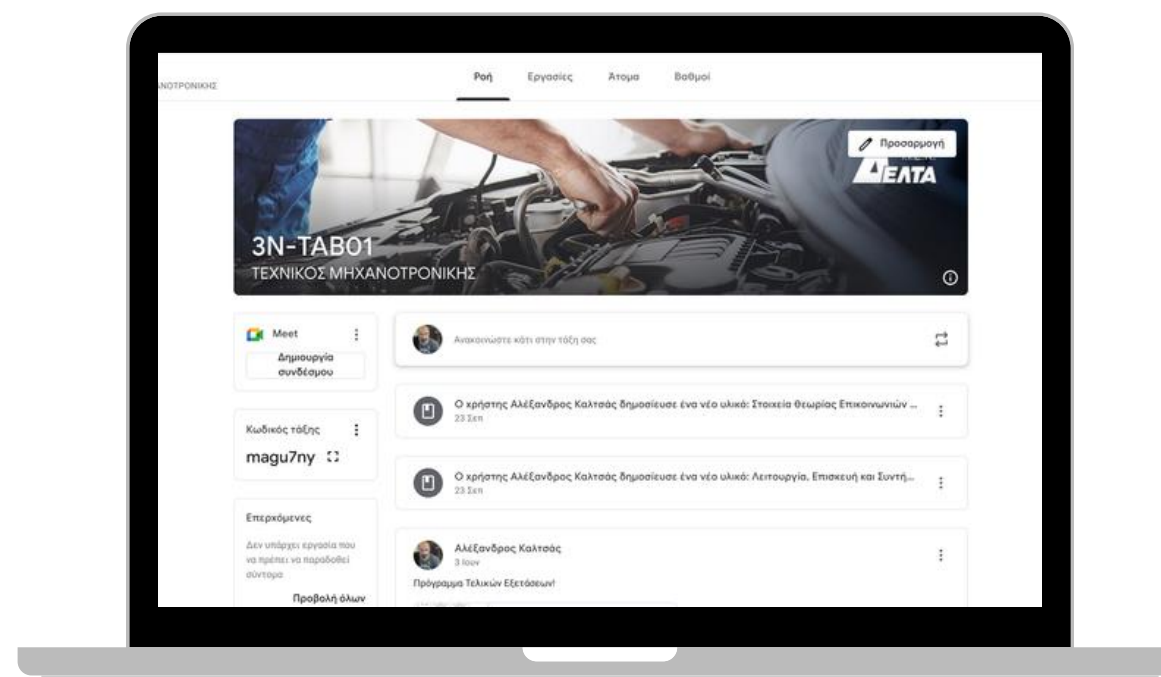 ΑΝΟΤΡΟΝΙΚΗΣ
Ροή Εργασίες Άτομα Βαθμοί
Προσαρμογή
ΔΕΛΤΑ
3N-TAB01
ΤΕΧΝΙΚΟΣ ΜΗΧΑΝΟΤΡΟΝΙΚΗΣ
Meet
Δημιουργία
συνδέσμου
Ανακοινώστε κάτι στην τάξη σας
Κωδικός τάξης
magu7ny
Επερχόμενες
Δεν υπάρχει εργασία που
να πρέπει να παραδοθεί
σύντομα
Προβολή όλων
Ο χρήστης Αλέξανδρος Καλτσάς δημοσίευσε ένα νέο υλικό: Στοιχεία Θεωρίας Επικοινωνιών ...
23 Σεπ
Ο χρήστης Αλέξανδρος Καλτσάς δημοσίευσε ένα νέο υλικό: Λειτουργία, Επισκευή και Συντή...
23 Σεπ
Αλέξανδρος Καλτσάς
3 Ιουν
Πρόγραμμα Τελικών Εξετάσεων!